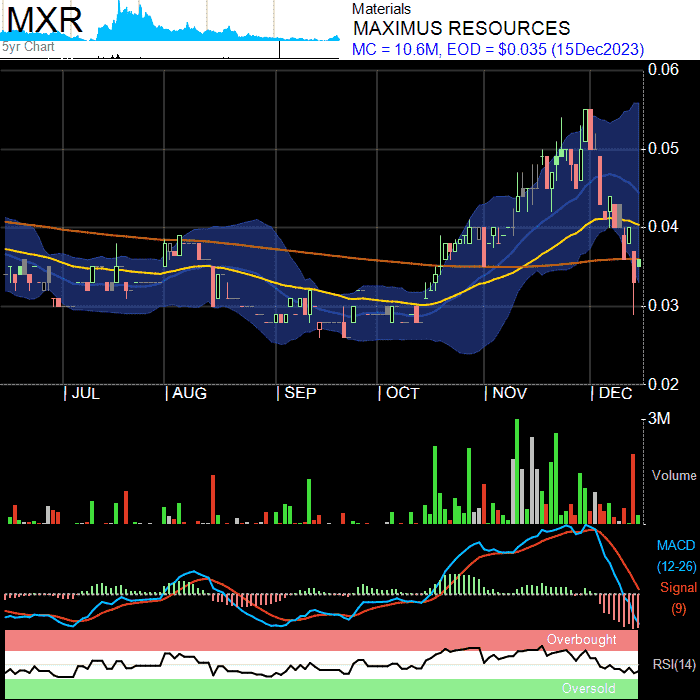 MXR
5yr Chart
Materials
MAXIMUS RESOURCES
MC = 10.6M, EOD = $0.035 (15Dec2023)
0.06
0.05
0.04
0.03
0.02
JUL AUG SEP OCT NOV DEC
3M
Volume
MACD
(12-26)
Signal
(9)
Overbought
RSI(14)
Oversold